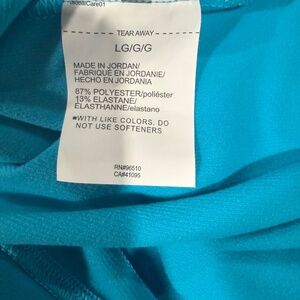 TEAR AWAY
LG/G/G
MADE IN JORDAN/
FABRIQUÉ EN JORDANIE/
HECHO EN JORDANIA
87% POLYESTER/poliéster
13% ELASTANE/
ÉLASTHANNE/elastano
*WITH LIKE COLORS. DO
NOT USE SOFTENERS
RN#96510
CA#41095